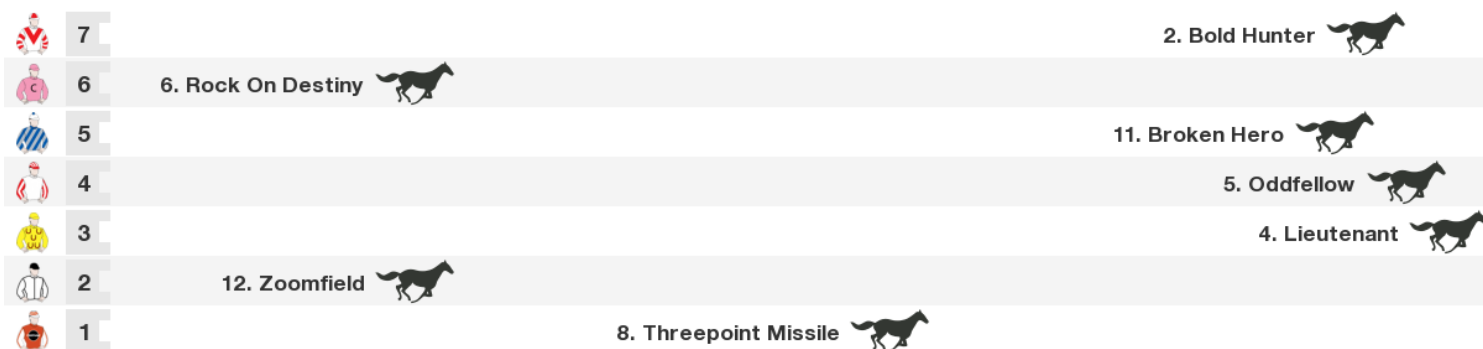 7 2. Bold Hunter
C 6 6. Rock On Destiny
5 11. Broken Hero
4 5. Oddfellow
3 4. Lieutenant
2 12. Zoomfield
1 8. Threepoint Missile